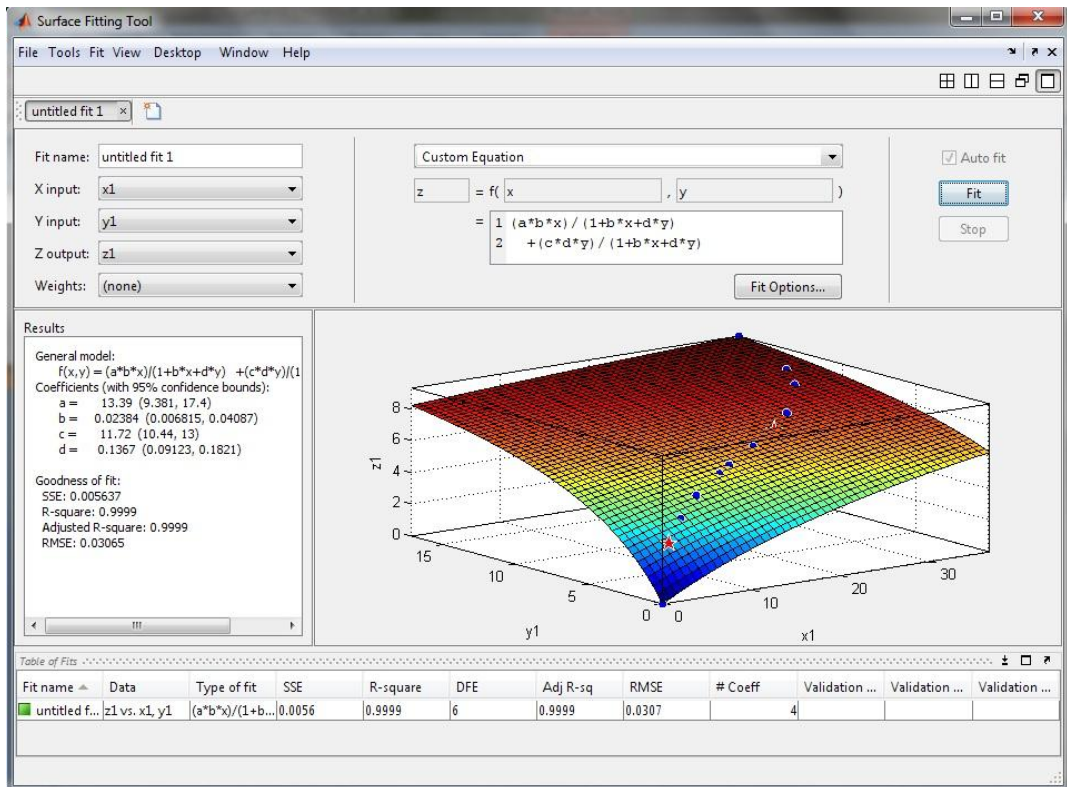 Surface Fitting Tool
File Tools Fit View Desktop Window Help
untitled fit 1
Fit name: untitled fit 1
X input: x1
Y input: y1
Z output: z1
Weights: (none)
Custom Equation
z = f( x , y )
= 1 (a*b*x)/(1+b*x+d*y)
2 +(c*d*y)/(1+b*x+d*y)
Fit Options...
Auto fit
Fit
Stop
Results
General model:
f(x,y) = (a*b*x)/(1+b*x+d*y) +(c*d*y)/(1
Coefficients (with 95% confidence bounds):
a = 13.39 (9.381, 17.4)
b = 0.02384 (0.006815, 0.04087)
c = 11.72 (10.44, 13)
d = 0.1367 (0.09123, 0.1821)
Goodness of fit:
SSE: 0.005637
R-square: 0.9999
Adjusted R-square: 0.9999
RMSE: 0.03065
8
6
4
2
0
z1
15
10
5
0
y1
0
10
20
30
x1
Table of Fits
Fit name Data Type of fit SSE R-square DFE Adj R-sq RMSE # Coeff Validation ... Validation ... Validation ...
untitled f... z1 vs. x1, y1 (a*b*x)/(1+b... 0.0056 0.9999 6 0.9999 0.0307 4